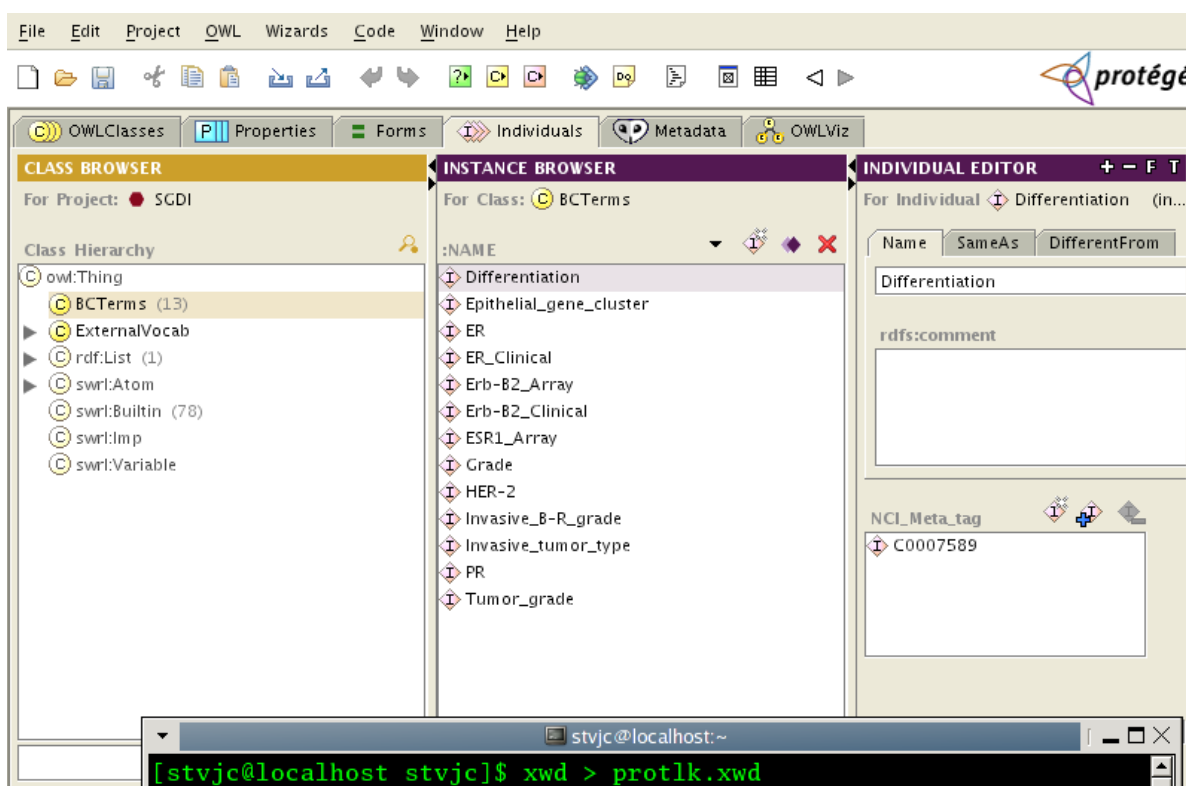 File Edit Project OWL Wizards Code Window Help
protégé
OWLClasses Properties Forms Individuals Metadata OWLViz
CLASS BROWSER
For Project: SGDI
Class Hierarchy
owl:Thing
BCTerms (13)
ExternalVocab
rdf:List (1)
swrl:Atom
swrl:Builtin (78)
swrl:Imp
swrl:Variable
INSTANCE BROWSER
For Class: BCTerms
:NAME
Differentiation
Epithelial_gene_cluster
ER
ER_Clinical
Erb-B2_Array
Erb-B2_Clinical
ESR1_Array
Grade
HER-2
Invasive_B-R_grade
Invasive_tumor_type
PR
Tumor_grade
INDIVIDUAL EDITOR + − F T
For Individual Differentiation (in...
Name SameAs DifferentFrom
Differentiation
rdfs:comment
NCI_Meta_tag
C0007589
stvjc@localhost:~
[stvjc@localhost stvjc]$ xwd > protlk.xwd